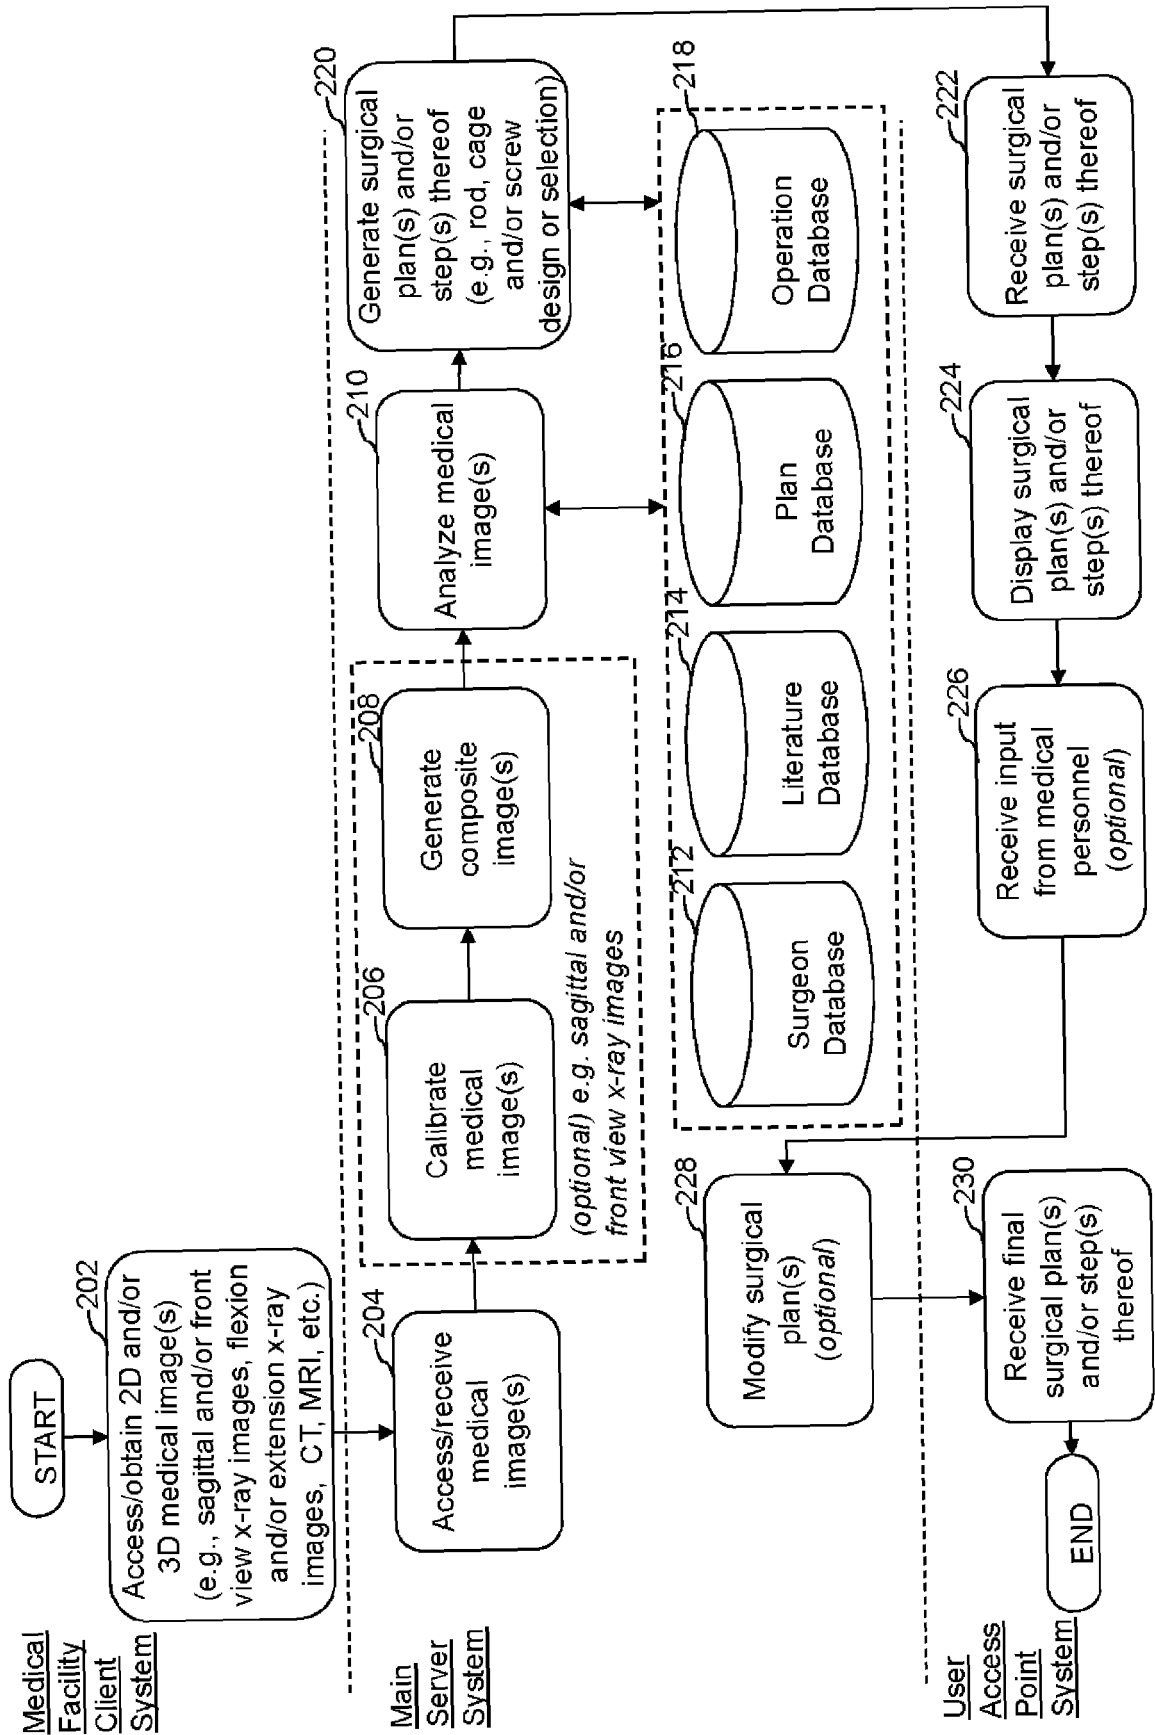 Medical
Facility
Client
System
START
202
Access/obtain 2D and/or
3D medical image(s)
(e.g., sagittal and/or front
view x-ray images, flexion
and/or extension x-ray
images, CT, MRI, etc.)
Main
Server
System
204
Access/receive
medical
image(s)
206
Calibrate
medical
image(s)
208
Generate
composite
image(s)
(optional) e.g. sagittal and/or
front view x-ray images
210
Analyze medical
image(s)
220
Generate surgical
plan(s) and/or
step(s) thereof
(e.g., rod, cage
and/or screw
design or selection)
212
Surgeon
Database
214
Literature
Database
216
Plan
Database
218
Operation
Database
228
Modify surgical
plan(s)
(optional)
User
Access
Point
System
222
Receive surgical
plan(s) and/or
step(s) thereof
224
Display surgical
plan(s) and/or
step(s) thereof
226
Receive input
from medical
personnel
(optional)
230
Receive final
surgical plan(s)
and/or step(s)
thereof
END